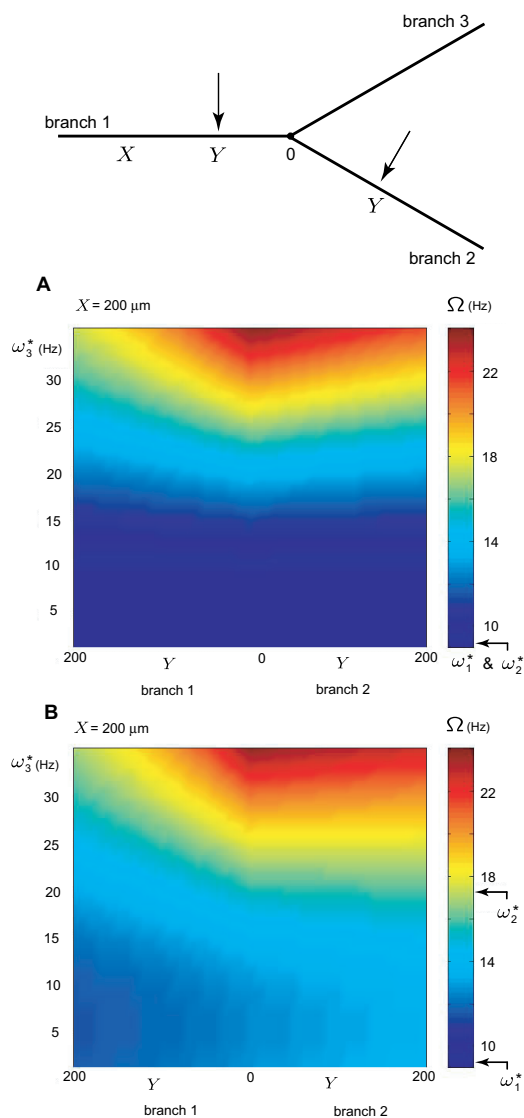 branch 3
branch 1
X
Y
0
Y
branch 2
A
X = 200 μm
Ω (Hz)
ω₃* (Hz)
30
25
20
15
10
5
22
18
14
10
200 Y 0 Y 200
ω₁* & ω₂*
branch 1 branch 2
B
X = 200 μm
Ω (Hz)
ω₃* (Hz)
30
25
20
15
10
5
22
18
ω₂*
14
10
200 Y 0 Y 200
ω₁*
branch 1 branch 2